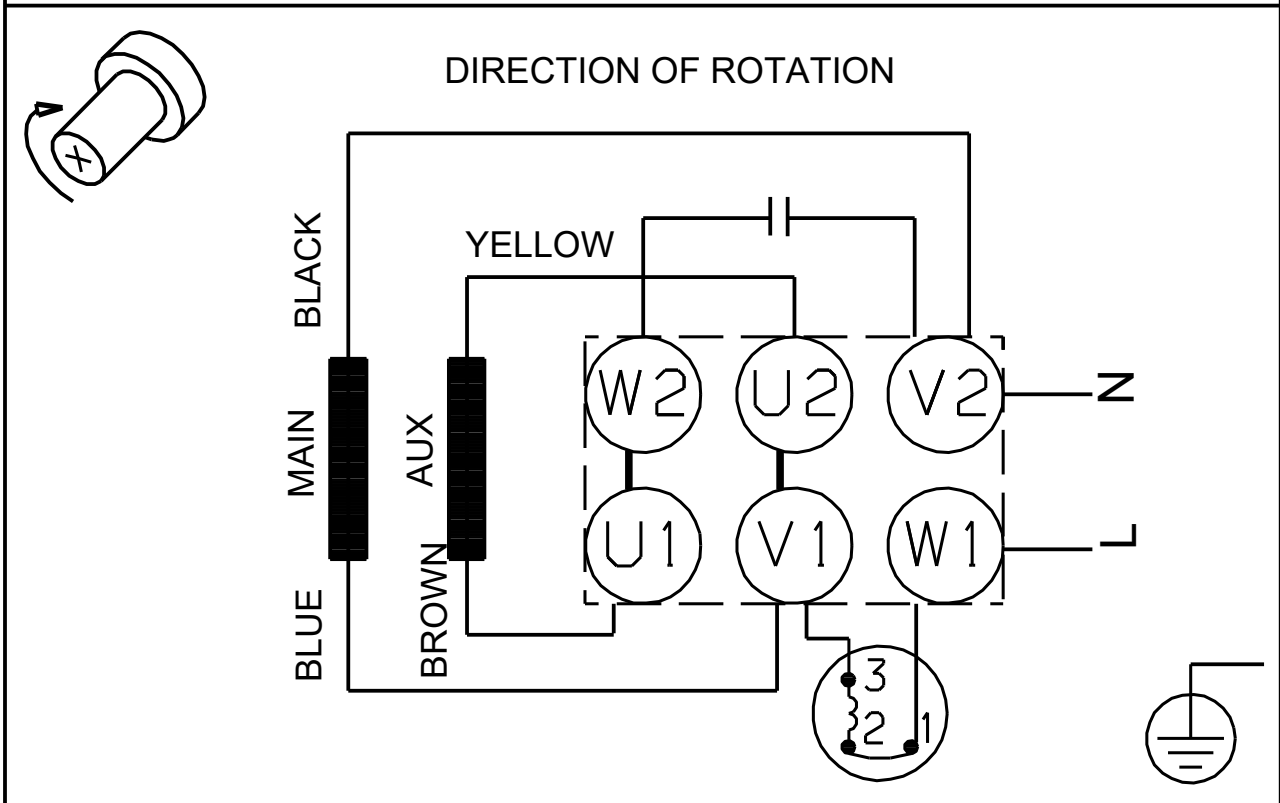 DIRECTION OF ROTATION
BLACK
YELLOW
W2 U2 V2 N
MAIN
AUX
U1 V1 W1 L
BLUE
BROWN
3
2 1